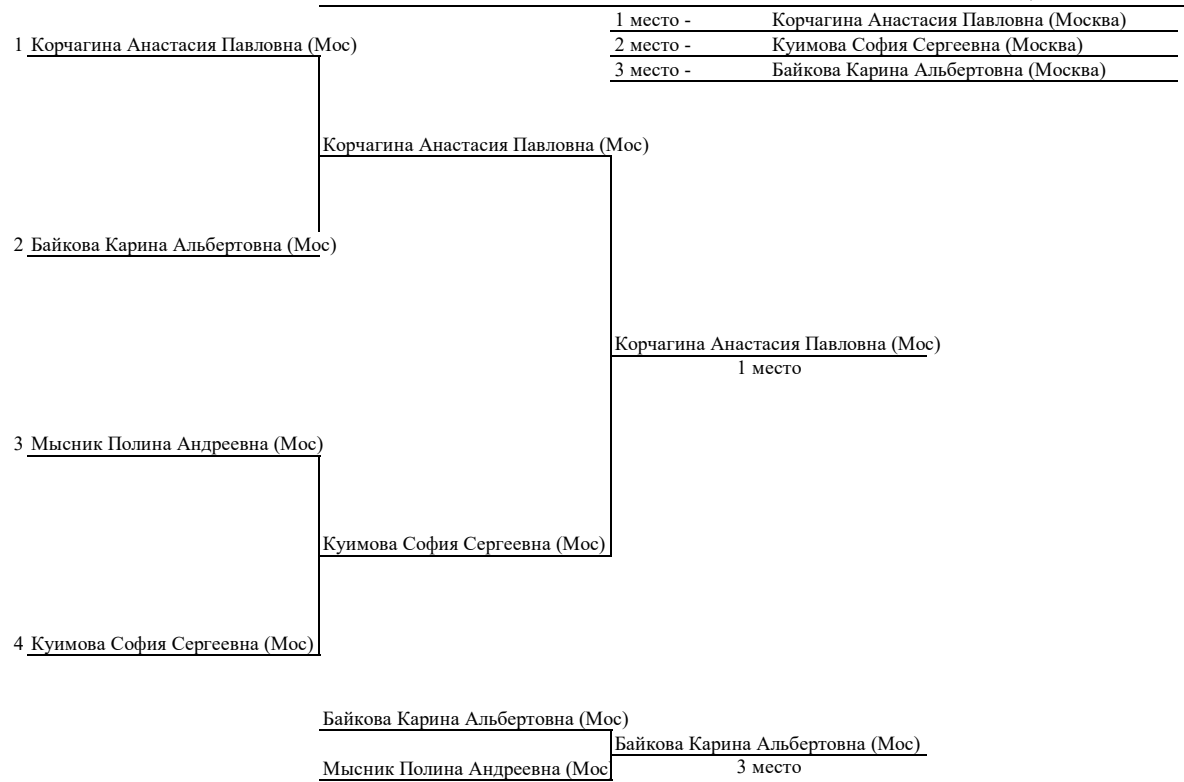 1 место - Корчагина Анастасия Павловна (Москва)
1 Корчагина Анастасия Павловна (Мос)
2 место - Куимова София Сергеевна (Москва)
3 место - Байкова Карина Альбертовна (Москва)
Корчагина Анастасия Павловна (Мос)
2 Байкова Карина Альбертовна (Мос)
Корчагина Анастасия Павловна (Мос)
1 место
3 Мысник Полина Андреевна (Мос)
Куимова София Сергеевна (Мос)
4 Куимова София Сергеевна (Мос)
Байкова Карина Альбертовна (Мос)
Байкова Карина Альбертовна (Мос)
Мысник Полина Андреевна (Мос
3 место